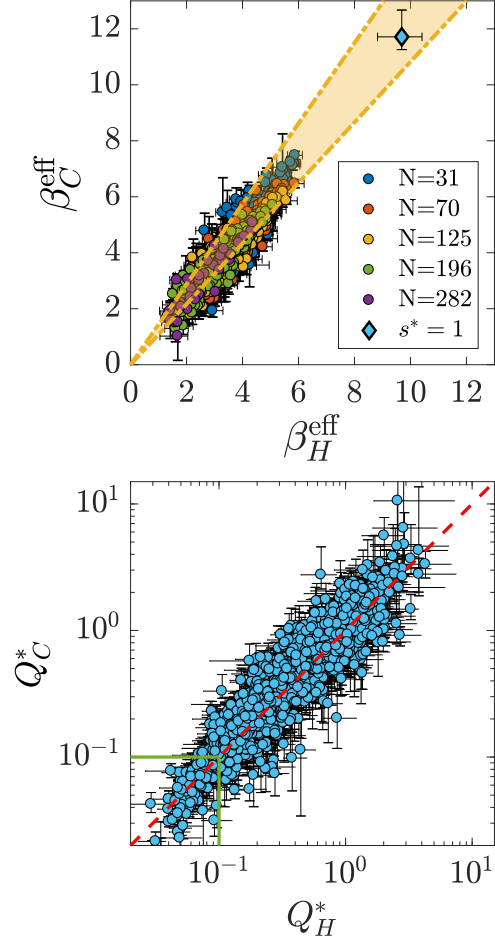 12
10
8
6
4
2
0
β_C^eff
N=31
N=70
N=125
N=196
N=282
s* = 1
0 2 4 6 8 10 12
β_H^eff
10^1
10^0
10^-1
Q_C^*
10^-1 10^0 10^1
Q_H^*